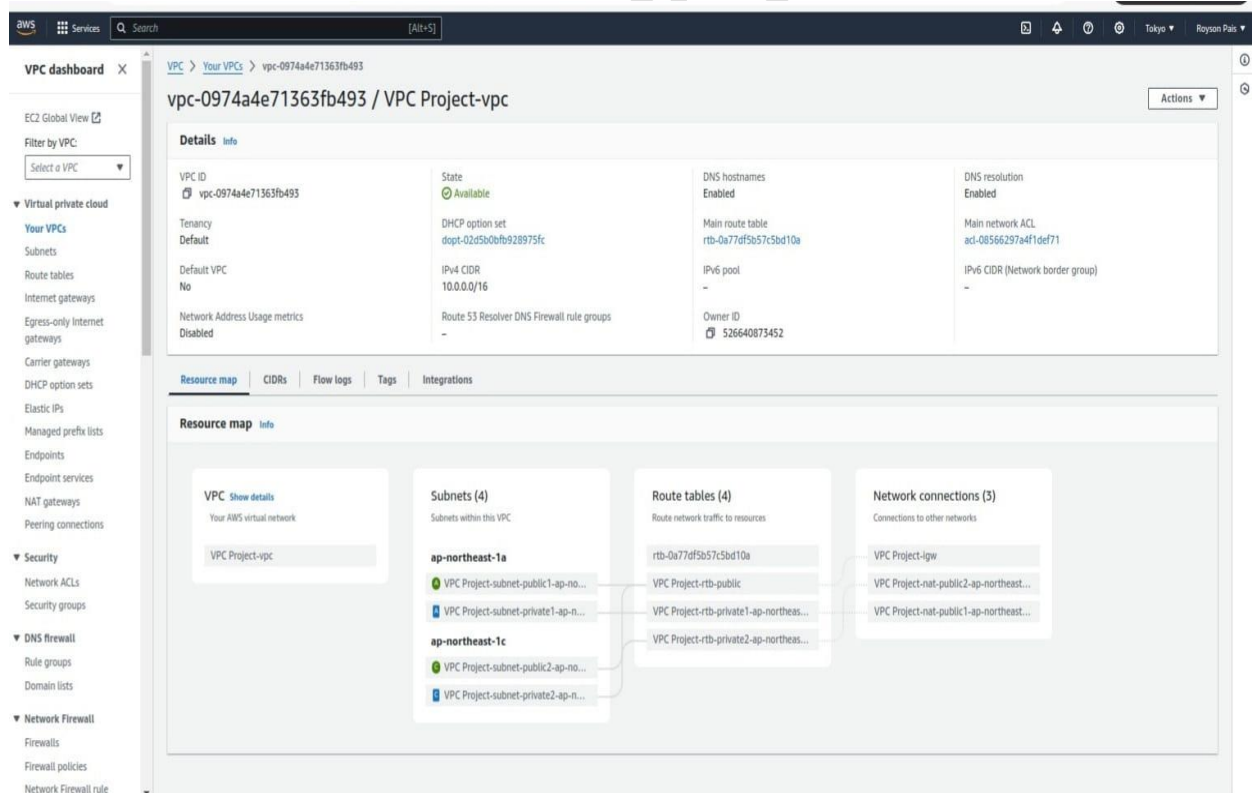 aws Services Search [Alt+S] Tokyo ▼ Royson Pais ▼
VPC dashboard X
EC2 Global View
Filter by VPC:
Select a VPC ▼
▼ Virtual private cloud
Your VPCs
Subnets
Route tables
Internet gateways
Egress-only Internet
gateways
Carrier gateways
DHCP option sets
Elastic IPs
Managed prefix lists
Endpoints
Endpoint services
NAT gateways
Peering connections
▼ Security
Network ACLs
Security groups
▼ DNS firewall
Rule groups
Domain lists
▼ Network Firewall
Firewalls
Firewall policies
Network Firewall rule
VPC > Your VPCs > vpc-0974a4e71363fb493
vpc-0974a4e71363fb493 / VPC Project-vpc
Actions ▼
Details Info
VPC ID
vpc-0974a4e71363fb493
State
Available
DNS hostnames
Enabled
DNS resolution
Enabled
Tenancy
Default
DHCP option set
dopt-02d5b0bfb928975fc
Main route table
rtb-0a77df5b57c5bd10a
Main network ACL
acl-08566297a4f1def71
Default VPC
No
IPv4 CIDR
10.0.0.0/16
IPv6 pool
–
IPv6 CIDR (Network border group)
–
Network Address Usage metrics
Disabled
Route 53 Resolver DNS Firewall rule groups
–
Owner ID
526640873452
Resource map CIDRs Flow logs Tags Integrations
Resource map Info
VPC Show details
Your AWS virtual network
VPC Project-vpc
Subnets (4)
Subnets within this VPC
ap-northeast-1a
A VPC Project-subnet-public1-ap-no...
A VPC Project-subnet-private1-ap-n...
ap-northeast-1c
C VPC Project-subnet-public2-ap-no...
C VPC Project-subnet-private2-ap-n...
Route tables (4)
Route network traffic to resources
rtb-0a77df5b57c5bd10a
VPC Project-rtb-public
VPC Project-rtb-private1-ap-northeas...
VPC Project-rtb-private2-ap-northeas...
Network connections (3)
Connections to other networks
VPC Project-igw
VPC Project-nat-public2-ap-northeast...
VPC Project-nat-public1-ap-northeast...